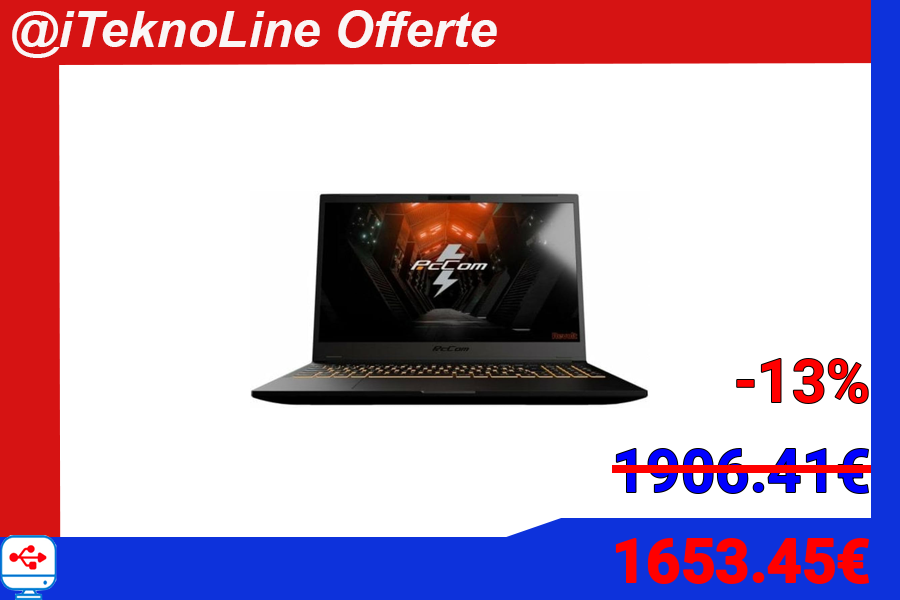 @iTeknoLine Offerte
PcCom
PcCom
-13%
1906.41€
1653.45€